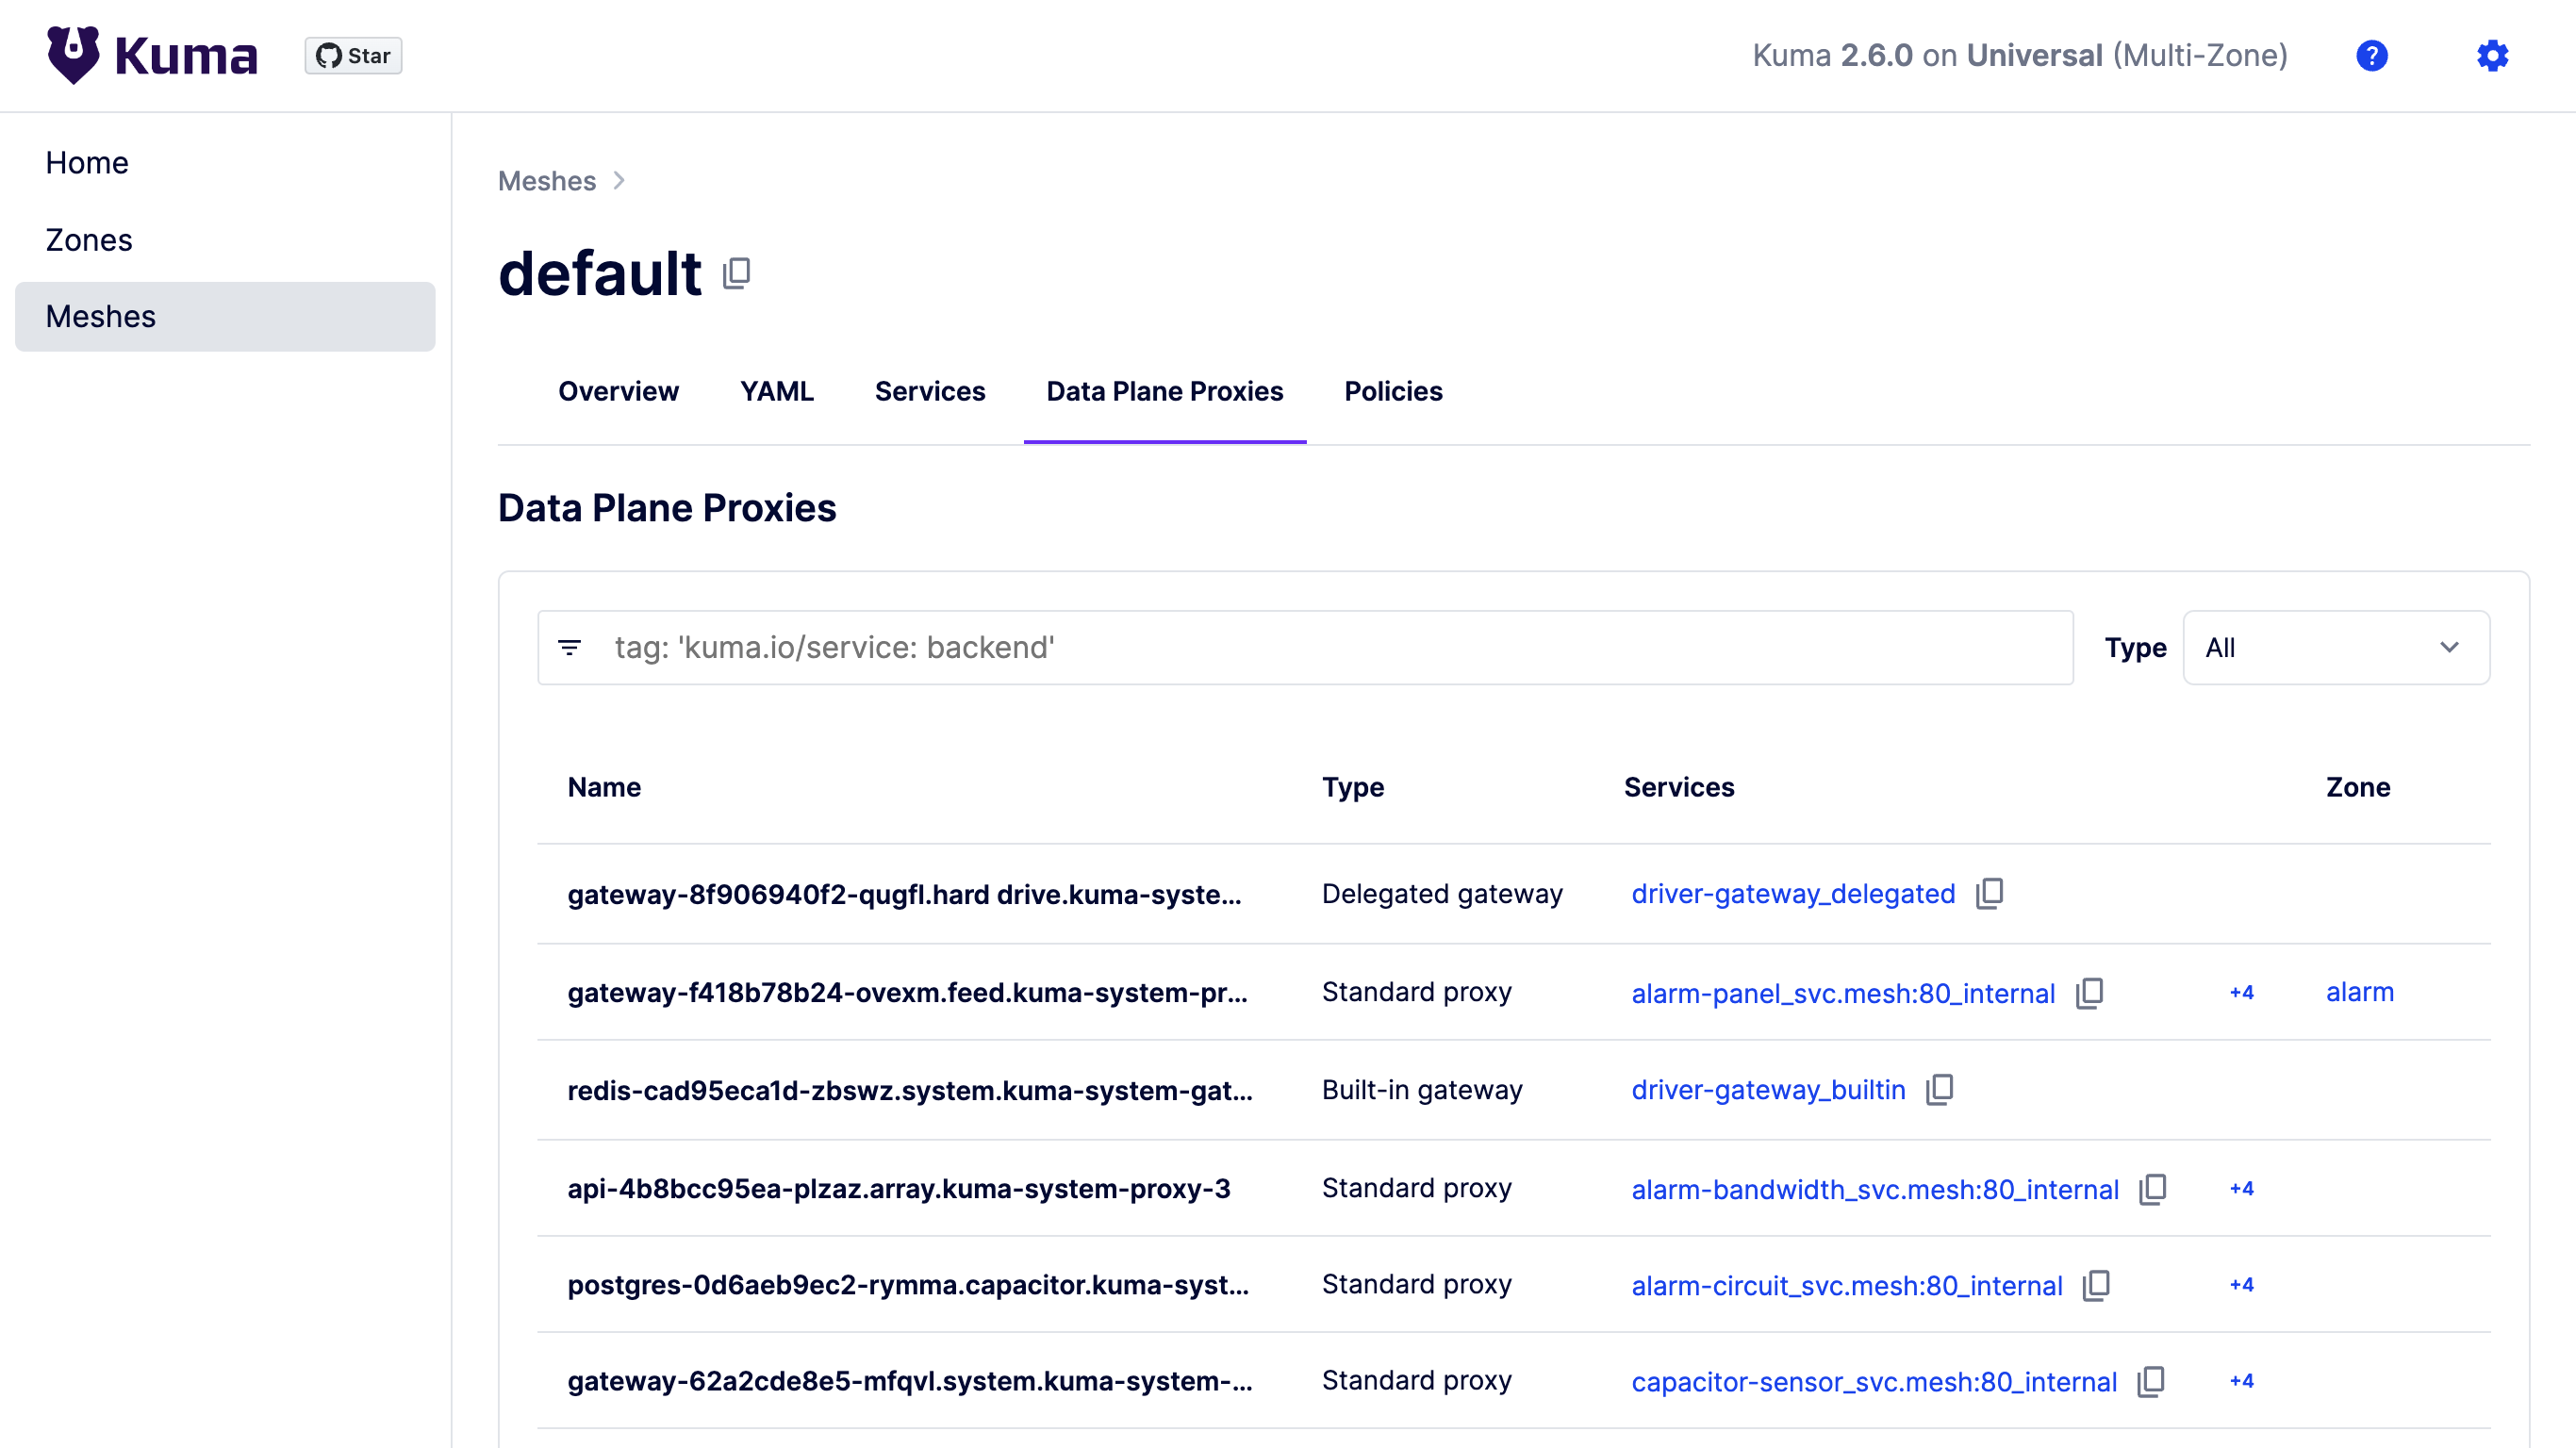 Kuma
Star
Kuma 2.6.0 on Universal (Multi-Zone)
?
Home
Zones
Meshes
Meshes
default
Overview YAML Services Data Plane Proxies Policies
Data Plane Proxies
tag: 'kuma.io/service: backend' Type All
Name Type Services Zone
gateway-8f906940f2-qugfl.hard drive.kuma-syste... Delegated gateway driver-gateway_delegated
gateway-f418b78b24-ovexm.feed.kuma-system-pr... Standard proxy alarm-panel_svc.mesh:80_internal +4 alarm
redis-cad95eca1d-zbswz.system.kuma-system-gat... Built-in gateway driver-gateway_builtin
api-4b8bcc95ea-plzaz.array.kuma-system-proxy-3 Standard proxy alarm-bandwidth_svc.mesh:80_internal +4
postgres-0d6aeb9ec2-rymma.capacitor.kuma-syst... Standard proxy alarm-circuit_svc.mesh:80_internal +4
gateway-62a2cde8e5-mfqvl.system.kuma-system-... Standard proxy capacitor-sensor_svc.mesh:80_internal +4